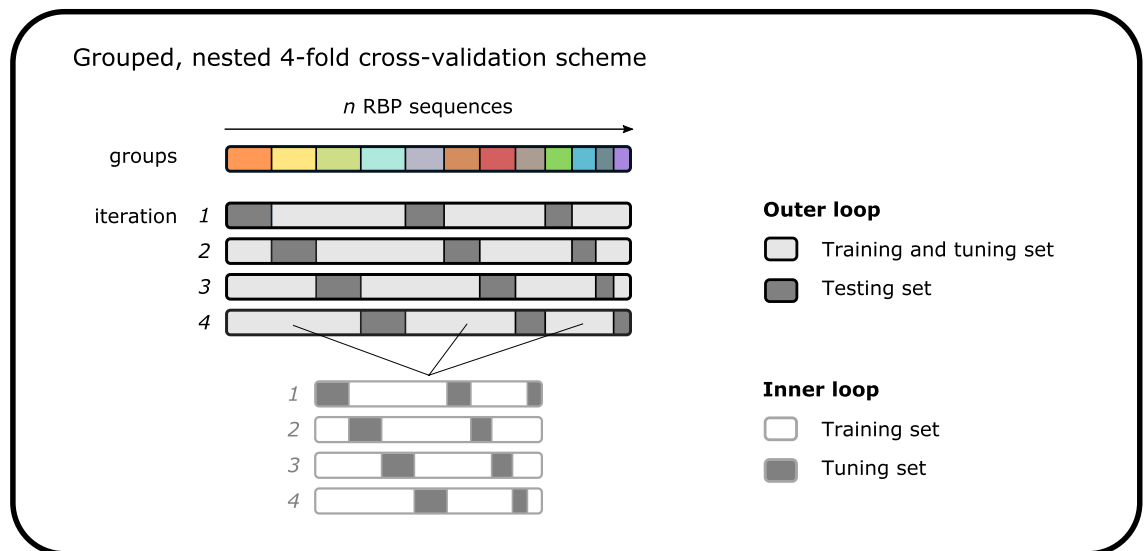 Grouped, nested 4-fold cross-validation scheme
n RBP sequences
groups
iteration 1
2
3
4
1
2
3
4
Outer loop
Training and tuning set
Testing set
Inner loop
Training set
Tuning set